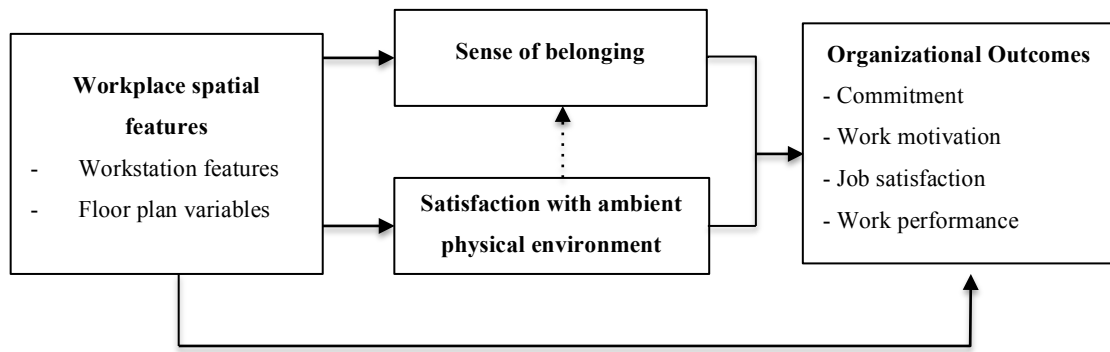 Workplace spatial
features
- Workstation features
- Floor plan variables
Sense of belonging
Satisfaction with ambient
physical environment
Organizational Outcomes
- Commitment
- Work motivation
- Job satisfaction
- Work performance